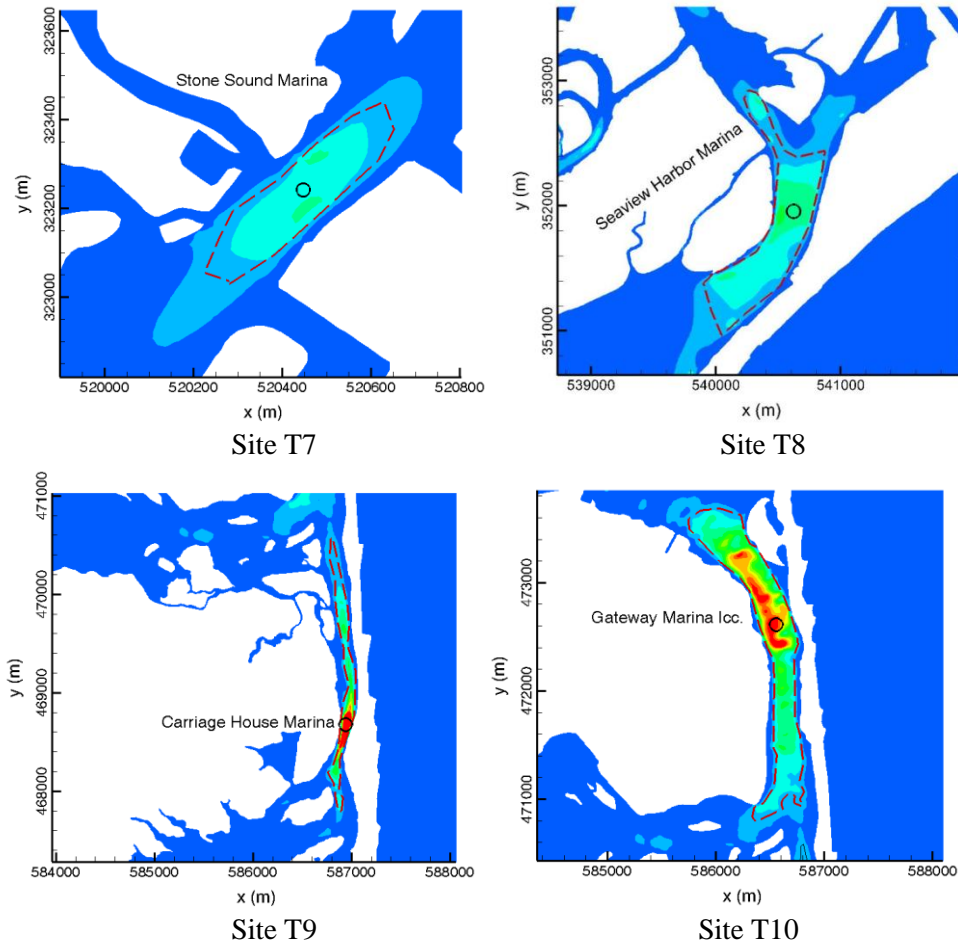 323600
323400
323200
323000
y (m)
Stone Sound Marina
520000
520200
520400
520600
520800
x (m)
Site T7
353000
352000
351000
y (m)
Seaview Harbor Marina
539000
540000
541000
x (m)
Site T8
471000
470000
469000
468000
y (m)
Carriage House Marina
584000
585000
586000
587000
588000
x (m)
Site T9
473000
472000
471000
y (m)
Gateway Marina Icc.
585000
586000
587000
588000
x (m)
Site T10